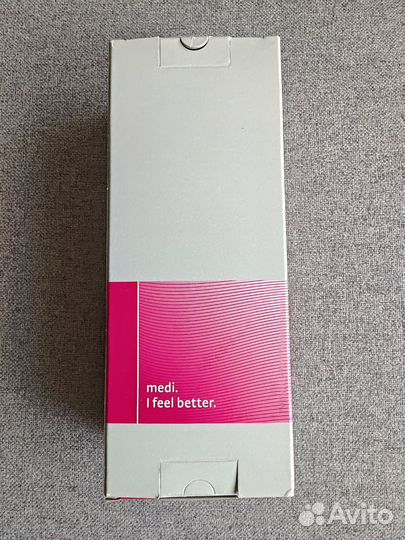 medi.
I feel better.
Avito